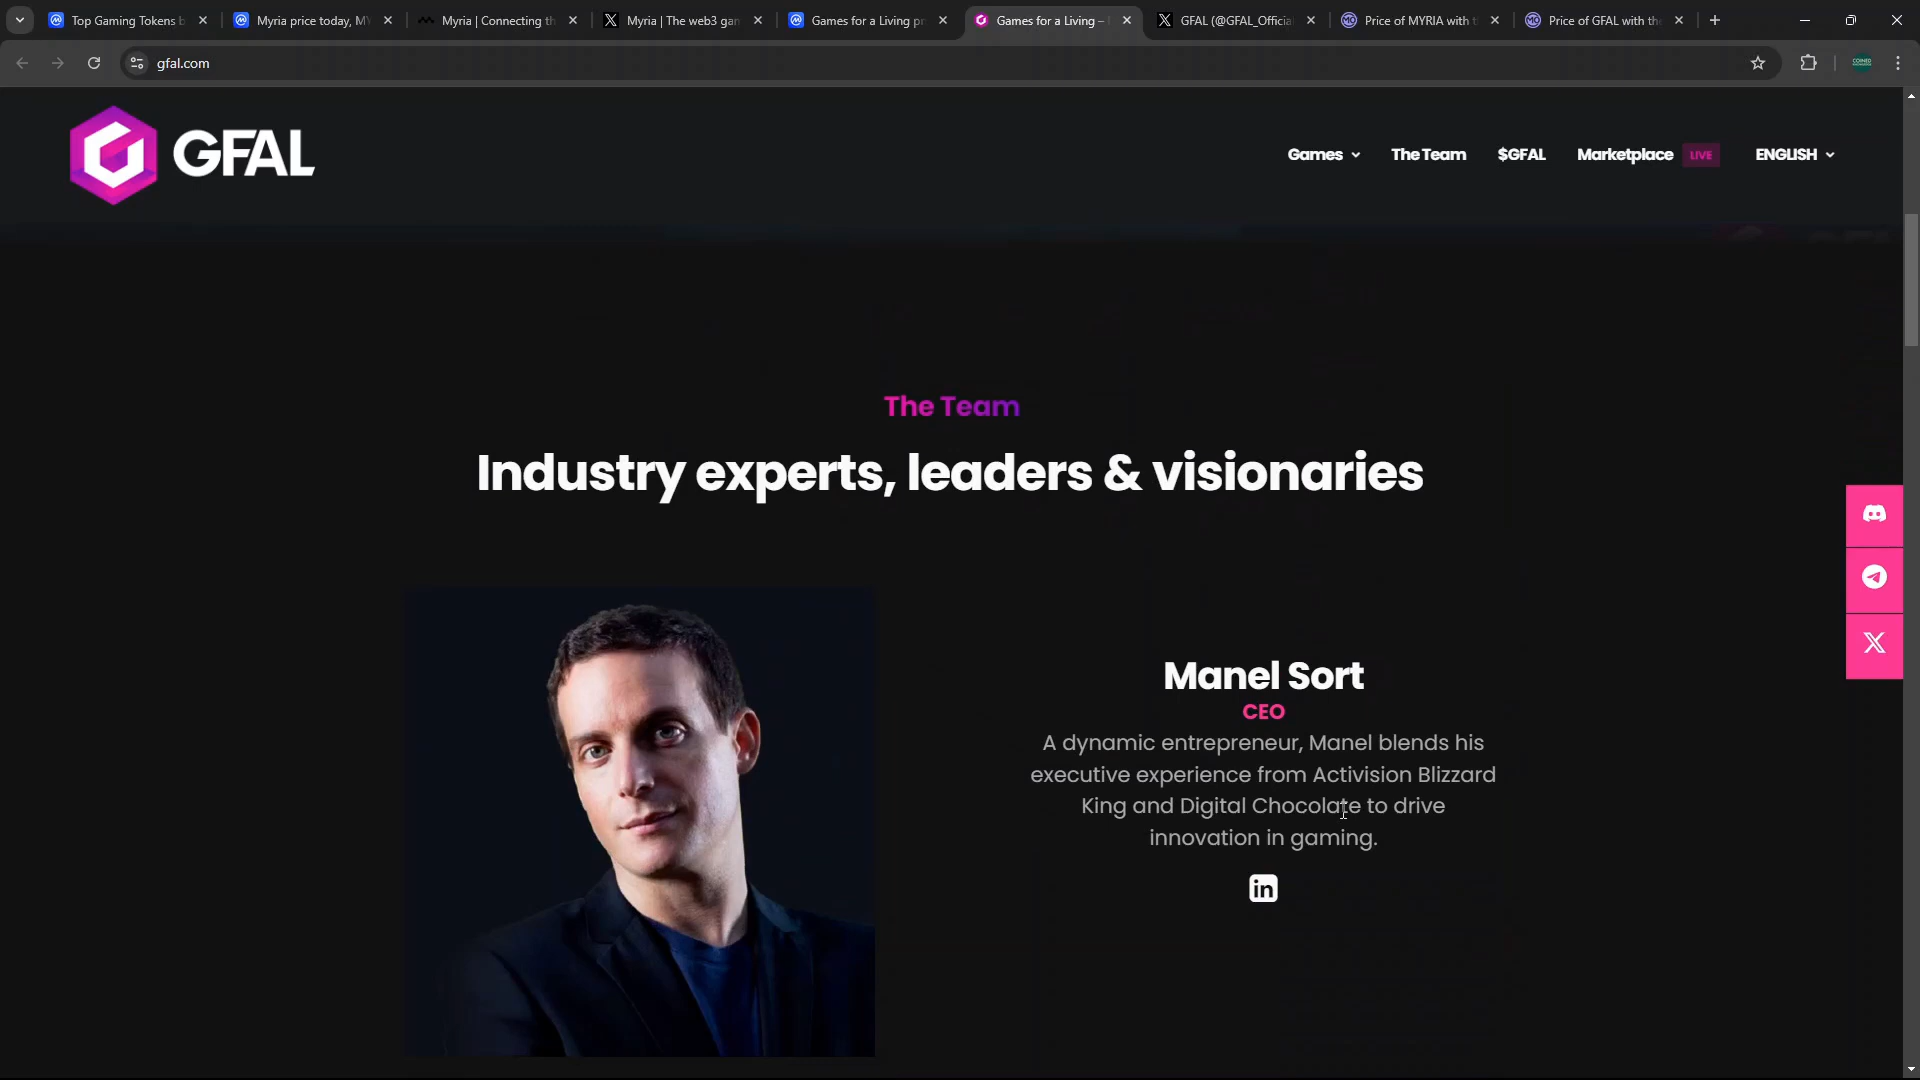 Top Gaming Tokens b
Myria price today, MY
Myria | Connecting th
Myria | The web3 gam
Games for a Living pr
Games for a Living –
GFAL (@GFAL_Officia
Price of MYRIA with t
Price of GFAL with the
gfal.com
GFAL
Games
The Team
$GFAL
Marketplace LIVE
ENGLISH
The Team
Industry experts, leaders & visionaries
Manel Sort
CEO
A dynamic entrepreneur, Manel blends his
executive experience from Activision Blizzard
King and Digital Chocolate to drive
innovation in gaming.
in